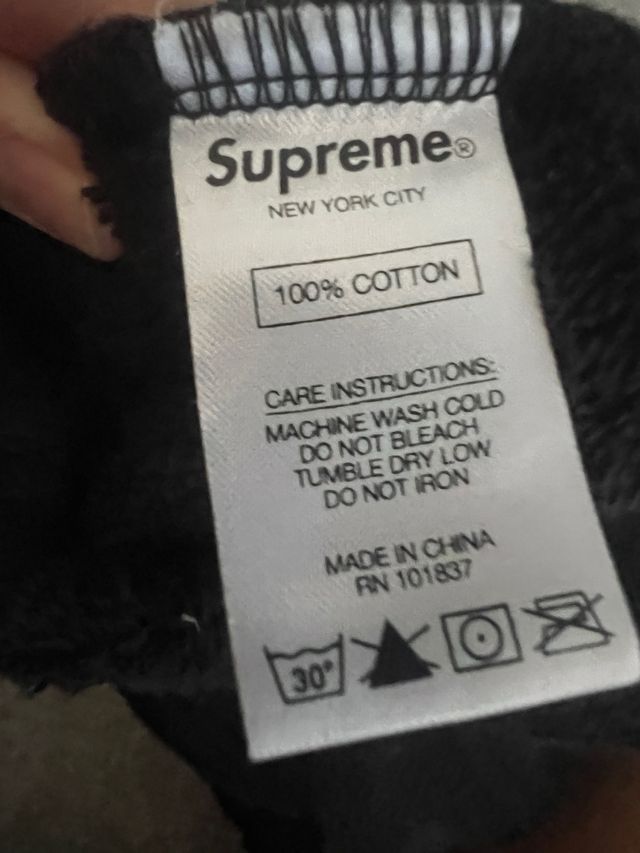 Supreme®
NEW YORK CITY
100% COTTON
CARE INSTRUCTIONS:
MACHINE WASH COLD
DO NOT BLEACH
TUMBLE DRY LOW
DO NOT IRON
MADE IN CHINA
RN 101837
30°